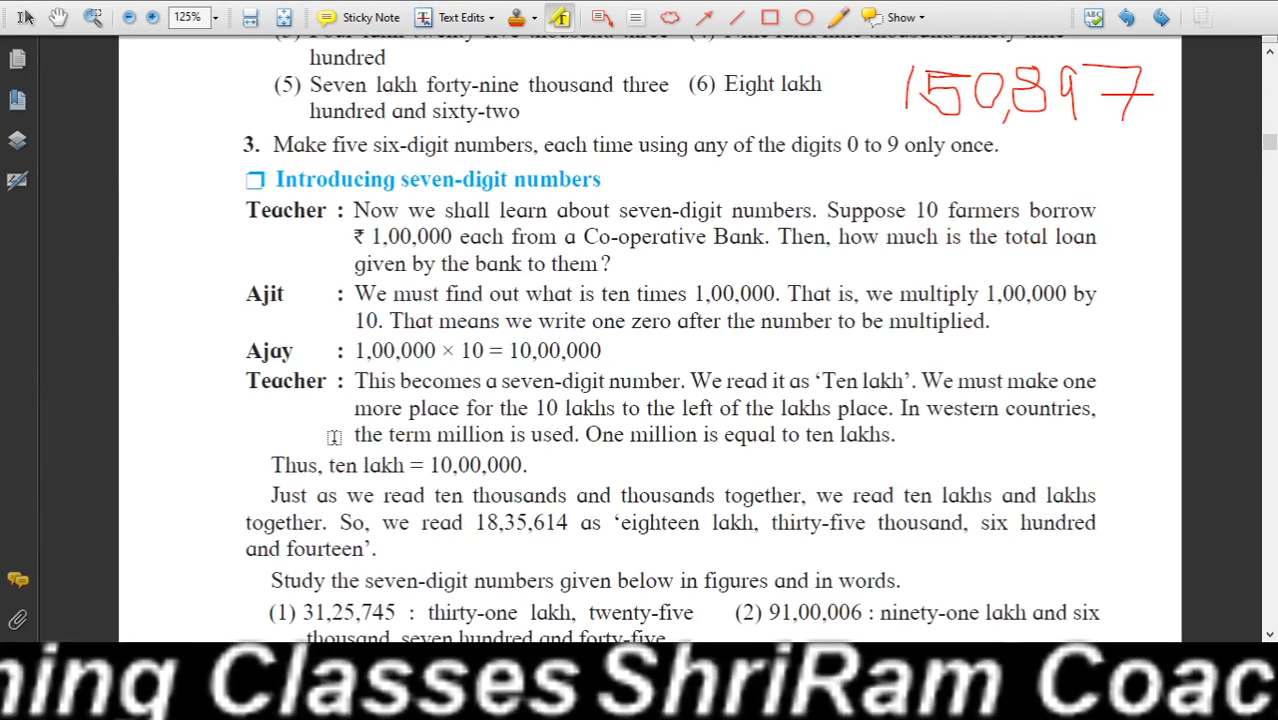 125%
Sticky Note
Text Edits
Show
hundred
(5) Seven lakh forty-nine thousand three
hundred and sixty-two
(6) Eight lakh
150,897
3. Make five six-digit numbers, each time using any of the digits 0 to 9 only once.
Introducing seven-digit numbers
Teacher : Now we shall learn about seven-digit numbers. Suppose 10 farmers borrow
₹ 1,00,000 each from a Co-operative Bank. Then, how much is the total loan
given by the bank to them?
Ajit : We must find out what is ten times 1,00,000. That is, we multiply 1,00,000 by
10. That means we write one zero after the number to be multiplied.
Ajay : 1,00,000 × 10 = 10,00,000
Teacher : This becomes a seven-digit number. We read it as ‘Ten lakh’. We must make one
more place for the 10 lakhs to the left of the lakhs place. In western countries,
the term million is used. One million is equal to ten lakhs.
Thus, ten lakh = 10,00,000.
Just as we read ten thousands and thousands together, we read ten lakhs and lakhs
together. So, we read 18,35,614 as ‘eighteen lakh, thirty-five thousand, six hundred
and fourteen’.
Study the seven-digit numbers given below in figures and in words.
(1) 31,25,745 : thirty-one lakh, twenty-five
thousand, seven hundred and forty-five
(2) 91,00,006 : ninety-one lakh and six
ning Classes ShriRam Coac